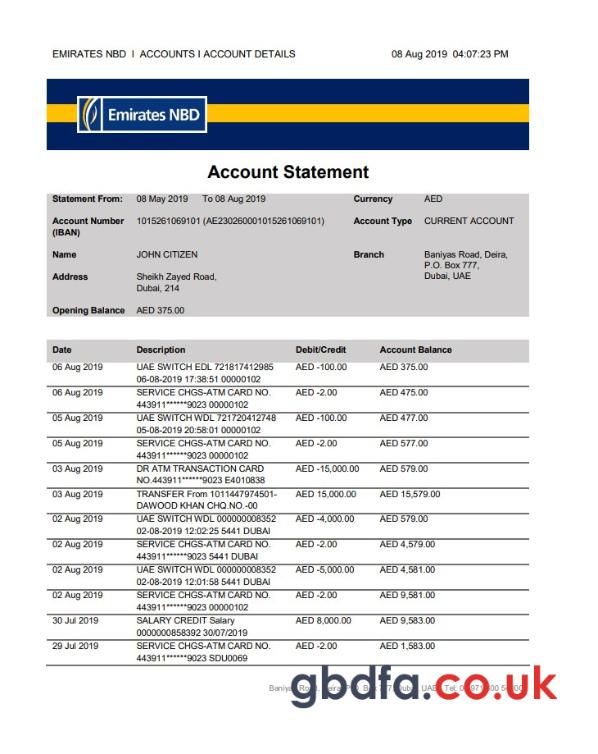 EMIRATES NBD I ACCOUNTS I ACCOUNT DETAILS 08 Aug 2019 04:07:23 PM
Emirates NBD
Account Statement
Statement From: 08 May 2019 To 08 Aug 2019 Currency AED
Account Number 1015261069101 (AE230260001015261069101) Account Type CURRENT ACCOUNT
(IBAN)
Name JOHN CITIZEN Branch Baniyas Road, Deira,
P.O. Box 777,
Address Sheikh Zayed Road, Dubai, UAE
Dubai, 214
Opening Balance AED 375.00
Date Description Debit/Credit Account Balance
06 Aug 2019 UAE SWITCH EDL 721817412985 AED -100.00 AED 375.00
06-08-2019 17:38:51 00000102
06 Aug 2019 SERVICE CHGS-ATM CARD NO. AED -2.00 AED 475.00
443911******9023 00000102
05 Aug 2019 UAE SWITCH WDL 721720412748 AED -100.00 AED 477.00
05-08-2019 20:58:01 00000102
05 Aug 2019 SERVICE CHGS-ATM CARD NO. AED -2.00 AED 577.00
443911******9023 00000102
03 Aug 2019 DR ATM TRANSACTION CARD AED -15,000.00 AED 579.00
NO.443911******9023 E4010838
03 Aug 2019 TRANSFER From 1011447974501- AED 15,000.00 AED 15,579.00
DAWOOD KHAN CHQ.NO.-00
02 Aug 2019 UAE SWITCH WDL 000000008352 AED -4,000.00 AED 579.00
02-08-2019 12:02:25 5441 DUBAI
02 Aug 2019 SERVICE CHGS-ATM CARD NO. AED -2.00 AED 4,579.00
443911******9023 5441 DUBAI
02 Aug 2019 UAE SWITCH WDL 000000008352 AED -5,000.00 AED 4,581.00
02-08-2019 12:01:58 5441 DUBAI
02 Aug 2019 SERVICE CHGS-ATM CARD NO. AED -2.00 AED 9,581.00
443911******9023 00000102
30 Jul 2019 SALARY CREDIT Salary AED 8,000.00 AED 9,583.00
0000000858392 30/07/2019
29 Jul 2019 SERVICE CHGS-ATM CARD NO. AED -2.00 AED 1,583.00
443911******9023 SDU0069
gbdfa.co.uk